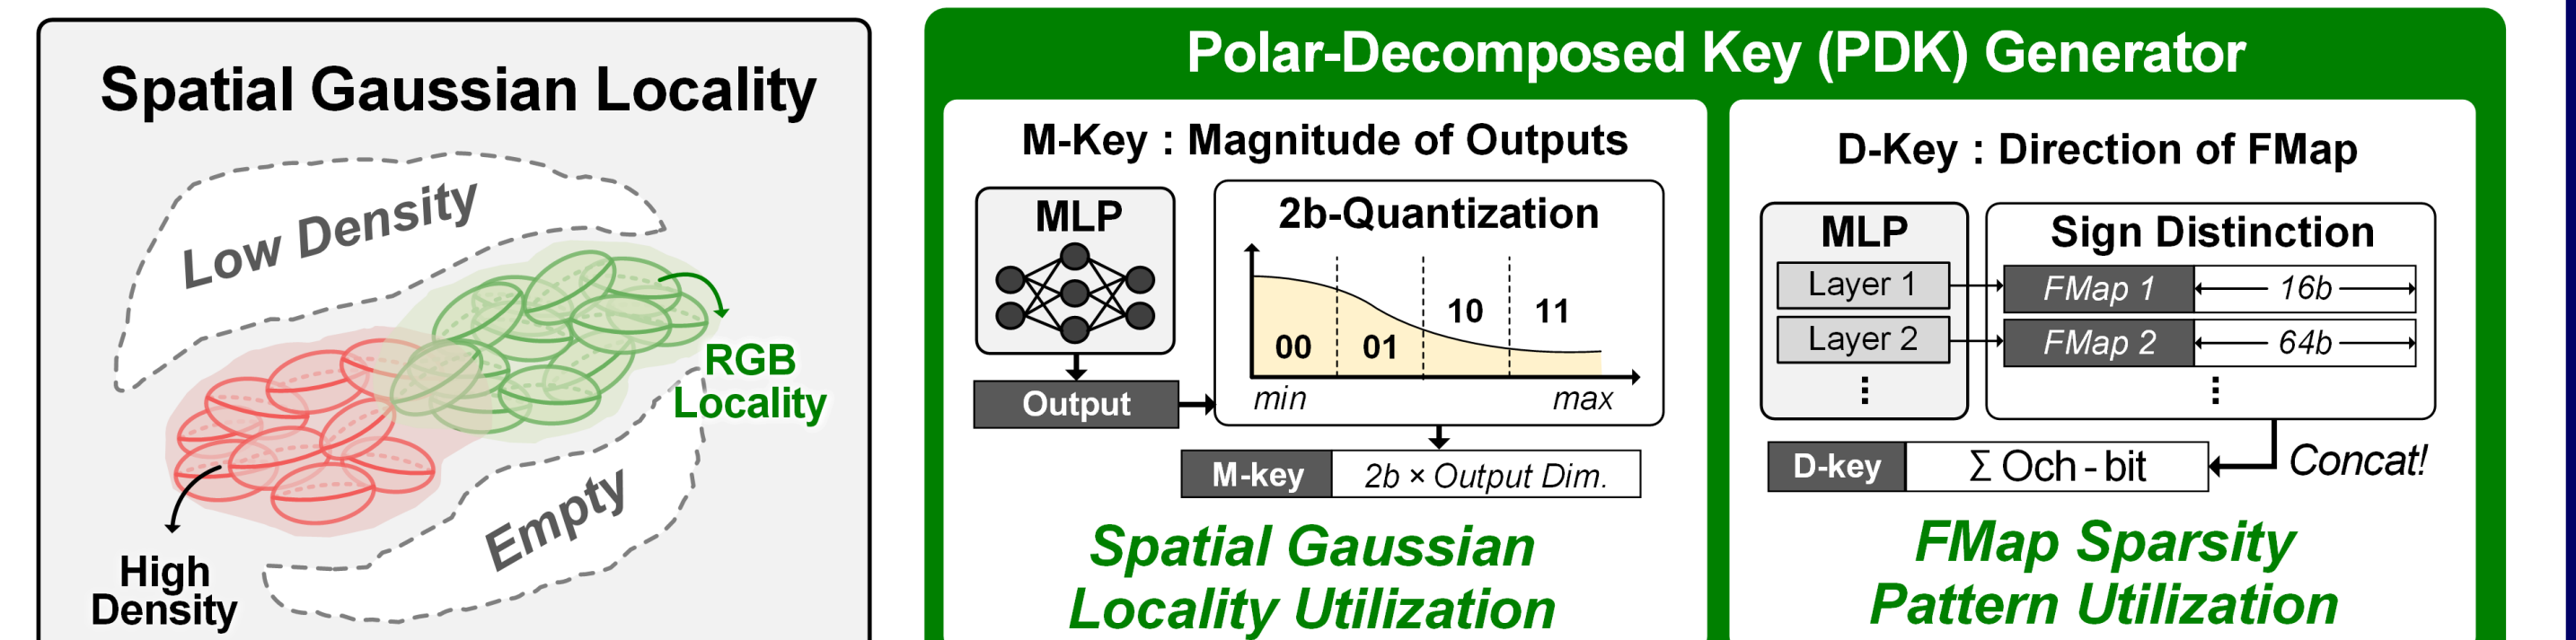 Spatial Gaussian Locality
Low Density
RGB
Locality
Empty
High
Density
Polar-Decomposed Key (PDK) Generator
M-Key : Magnitude of Outputs
MLP
Output
2b-Quantization
00
01
10
11
min
max
M-key
2b × Output Dim.
Spatial Gaussian
Locality Utilization
D-Key : Direction of FMap
MLP
Layer 1
Layer 2
⋮
Sign Distinction
FMap 1
16b
FMap 2
64b
⋮
D-key
Σ Och - bit
Concat!
FMap Sparsity
Pattern Utilization